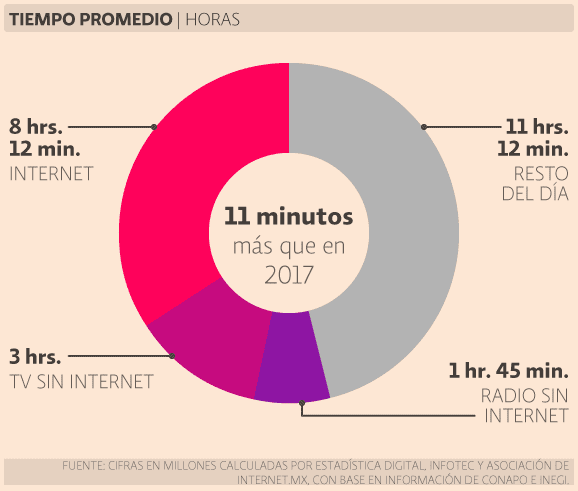 TIEMPO PROMEDIO | HORAS
8 hrs.
12 min.
INTERNET
11 hrs.
12 min.
RESTO
DEL DÍA
11 minutos
más que en
2017
3 hrs.
TV SIN INTERNET
1 hr. 45 min.
RADIO SIN
INTERNET
FUENTE: CIFRAS EN MILLONES CALCULADAS POR ESTADÍSTICA DIGITAL, INFOTEC Y ASOCIACIÓN DE
INTERNET.MX, CON BASE EN INFORMACIÓN DE CONAPO E INEGI.